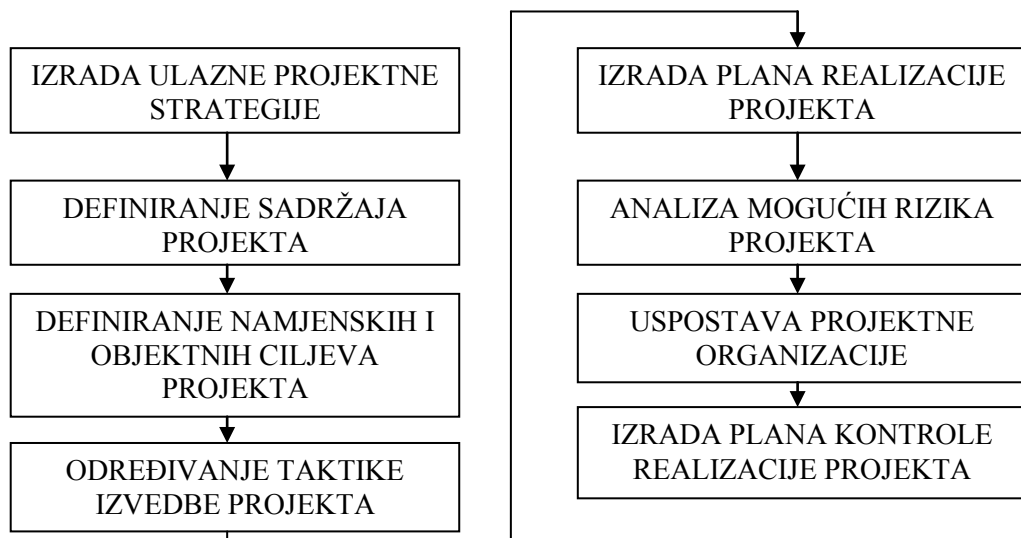 IZRADA ULAZNE PROJEKTNE
STRATEGIJE
DEFINIRANJE SADRŽAJA
PROJEKTA
DEFINIRANJE NAMJENSKIH I
OBJEKTNIH CILJEVA
PROJEKTA
ODREĐIVANJE TAKTIKE
IZVEDBE PROJEKTA
IZRADA PLANA REALIZACIJE
PROJEKTA
ANALIZA MOGUĆIH RIZIKA
PROJEKTA
USPOSTAVA PROJEKTNE
ORGANIZACIJE
IZRADA PLANA KONTROLE
REALIZACIJE PROJEKTA